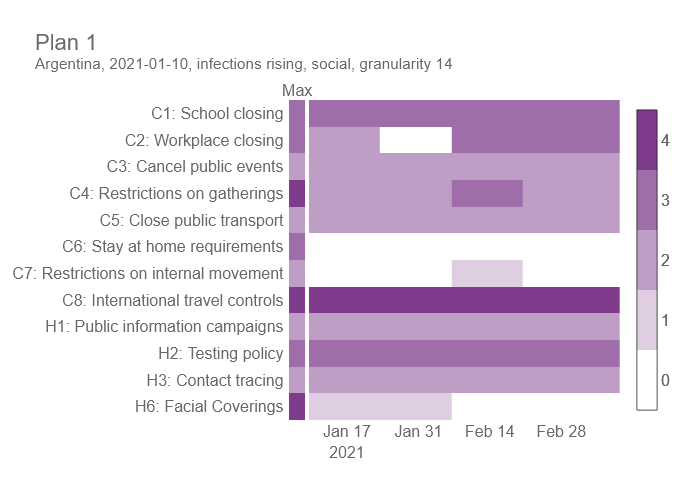 Plan 1
Argentina, 2021-01-10, infections rising, social, granularity 14
Max
C1: School closing
C2: Workplace closing
C3: Cancel public events
C4: Restrictions on gatherings
C5: Close public transport
C6: Stay at home requirements
C7: Restrictions on internal movement
C8: International travel controls
H1: Public information campaigns
H2: Testing policy
H3: Contact tracing
H6: Facial Coverings
Jan 17 Jan 31 Feb 14 Feb 28
2021
4
3
2
1
0